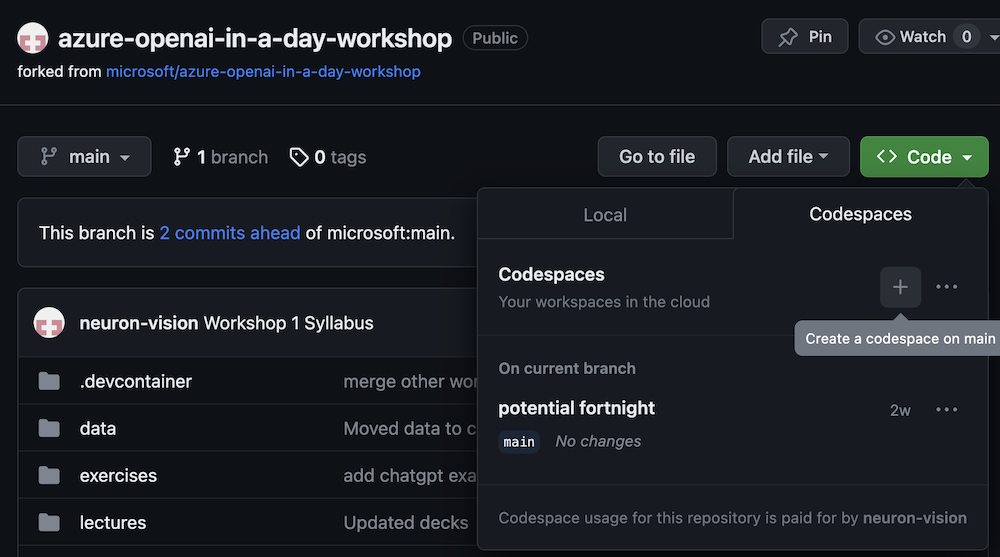 azure-openai-in-a-day-workshop Public
Pin
Watch 0
forked from microsoft/azure-openai-in-a-day-workshop
main
1 branch
0 tags
Go to file
Add file
Code
This branch is 2 commits ahead of microsoft:main.
Local
Codespaces
Codespaces
Your workspaces in the cloud
Create a codespace on main
On current branch
potential fortnight
2w
main No changes
Codespace usage for this repository is paid for by neuron-vision
neuron-vision Workshop 1 Syllabus
.devcontainer merge other wor
data Moved data to c
exercises add chatgpt exa
lectures Updated decks